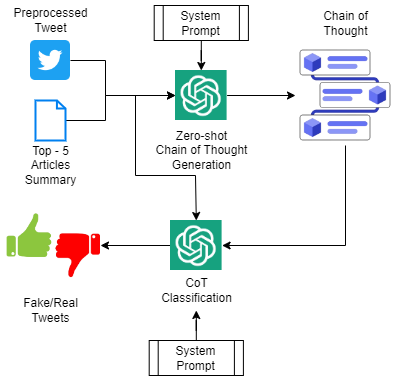 Preprocessed
Tweet
System
Prompt
Chain of
Thought
Zero-shot
Chain of Thought
Generation
Top - 5
Articles
Summary
CoT
Classification
Fake/Real
Tweets
System
Prompt